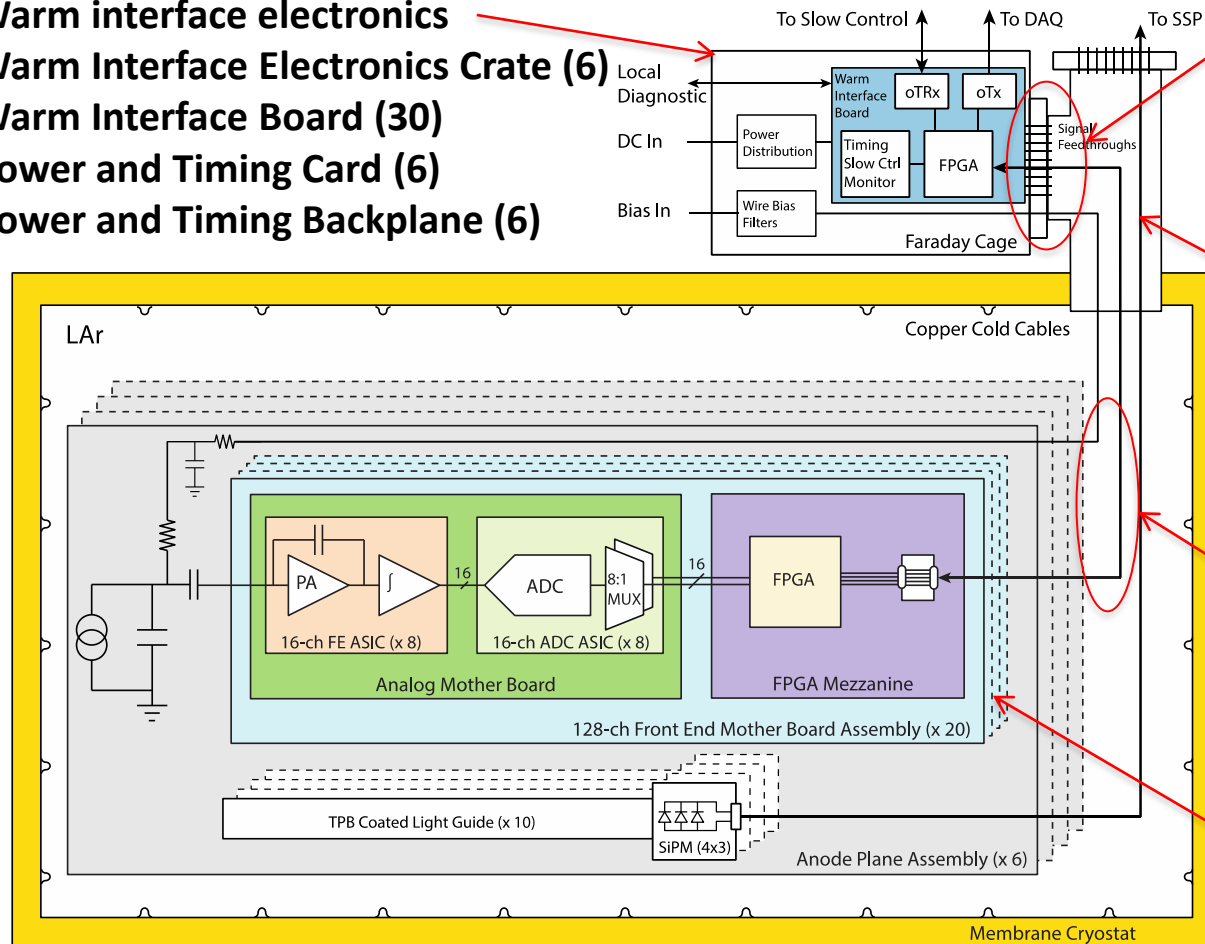 Warm interface electronics
Warm Interface Electronics Crate (6)
Warm Interface Board (30)
ower and Timing Card (6)
ower and Timing Backplane (6)
To Slow Control
To DAQ
To SSP
Local
Diagnostic
DC In
Bias In
Power
Distribution
Wire Bias
Filters
Warm
Interface
Board
oTRx
oTx
Timing
Slow Ctrl
Monitor
FPGA
Signal
Feedthroughs
Faraday Cage
LAr
Copper Cold Cables
PA
∫
16
16-ch FE ASIC (x 8)
ADC
8:1
MUX
16-ch ADC ASIC (x 8)
16
FPGA
Analog Mother Board
FPGA Mezzanine
128-ch Front End Mother Board Assembly (x 20)
TPB Coated Light Guide (x 10)
SiPM (4x3)
Anode Plane Assembly (x 6)
Membrane Cryostat